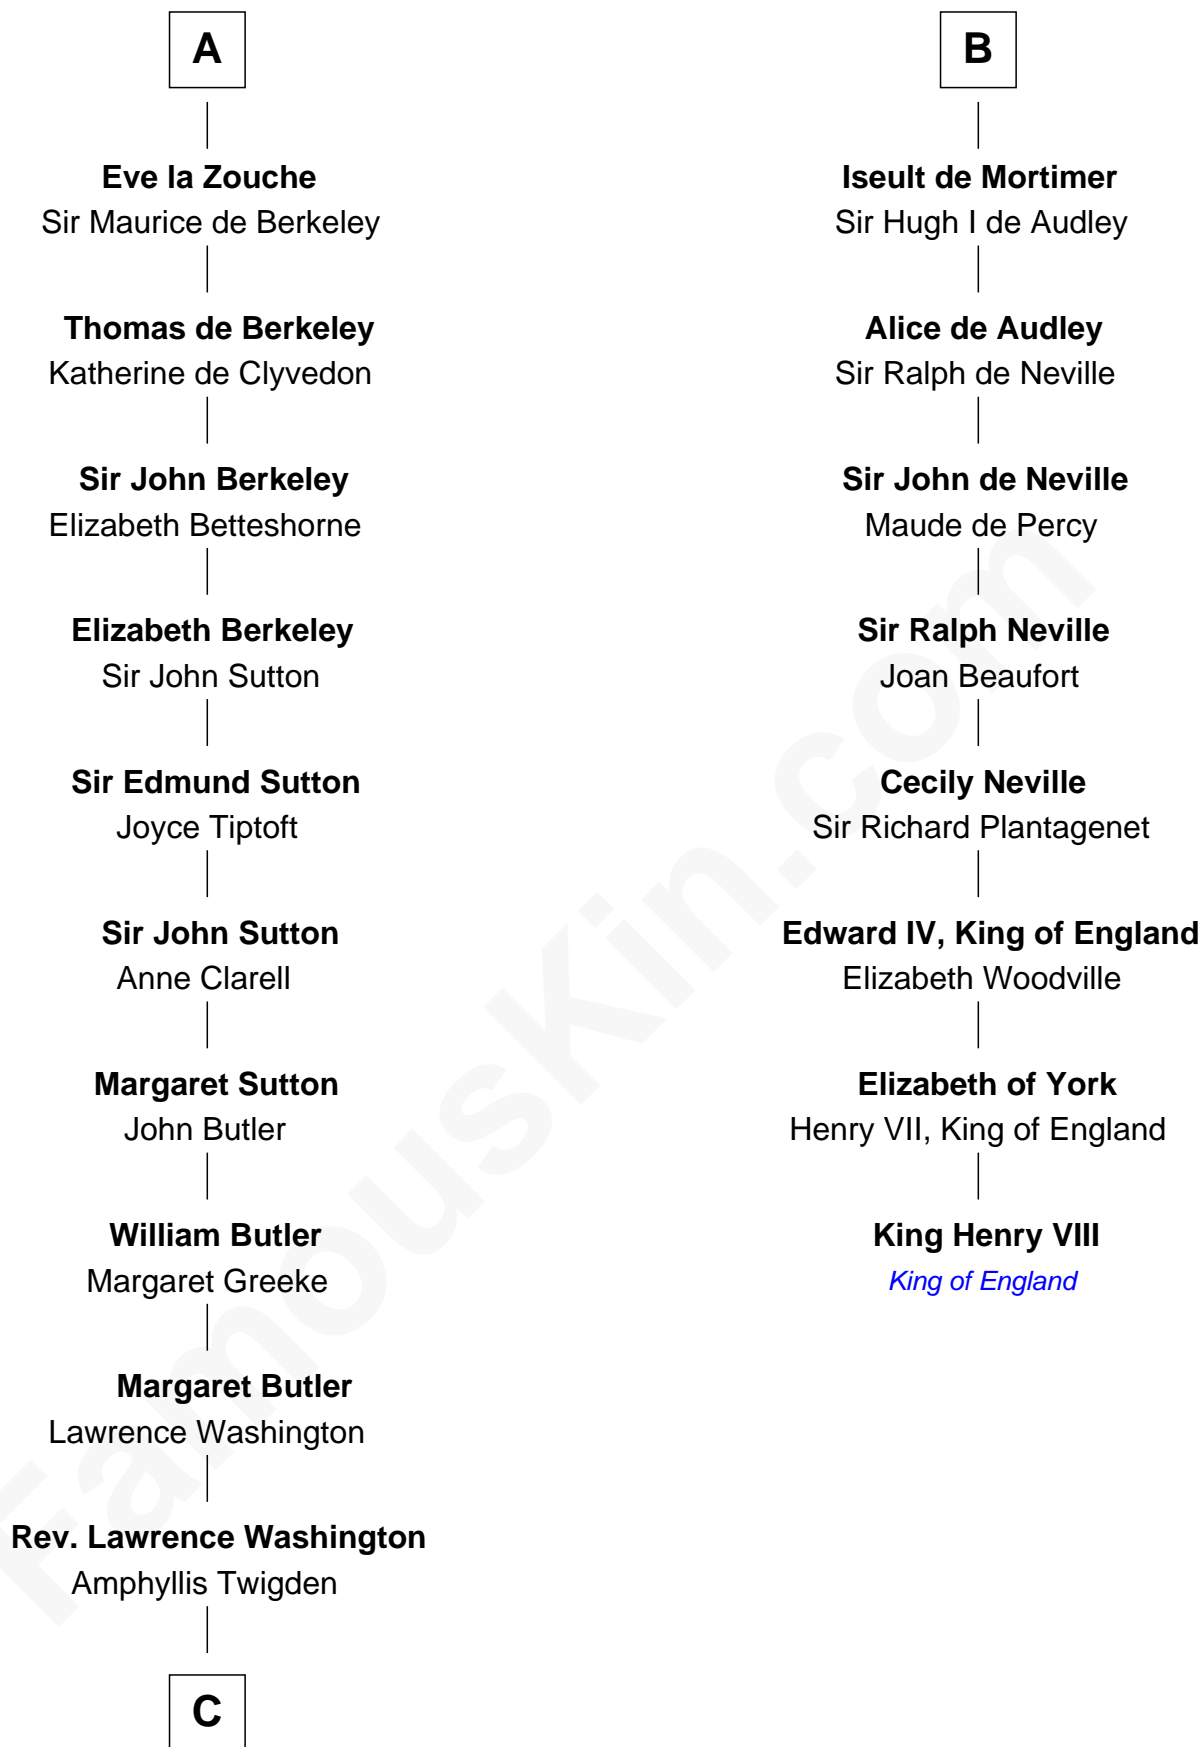 A
Eve la Zouche
Sir Maurice de Berkeley
Thomas de Berkeley
Katherine de Clyvedon
Sir John Berkeley
Elizabeth Betteshorne
Elizabeth Berkeley
Sir John Sutton
Sir Edmund Sutton
Joyce Tiptoft
Sir John Sutton
Anne Clarell
Margaret Sutton
John Butler
William Butler
Margaret Greeke
Margaret Butler
Lawrence Washington
Rev. Lawrence Washington
Amphyllis Twigden
C
B
Iseult de Mortimer
Sir Hugh I de Audley
Alice de Audley
Sir Ralph de Neville
Sir John de Neville
Maude de Percy
Sir Ralph Neville
Joan Beaufort
Cecily Neville
Sir Richard Plantagenet
Edward IV, King of England
Elizabeth Woodville
Elizabeth of York
Henry VII, King of England
King Henry VIII
King of England
FamousKin.com